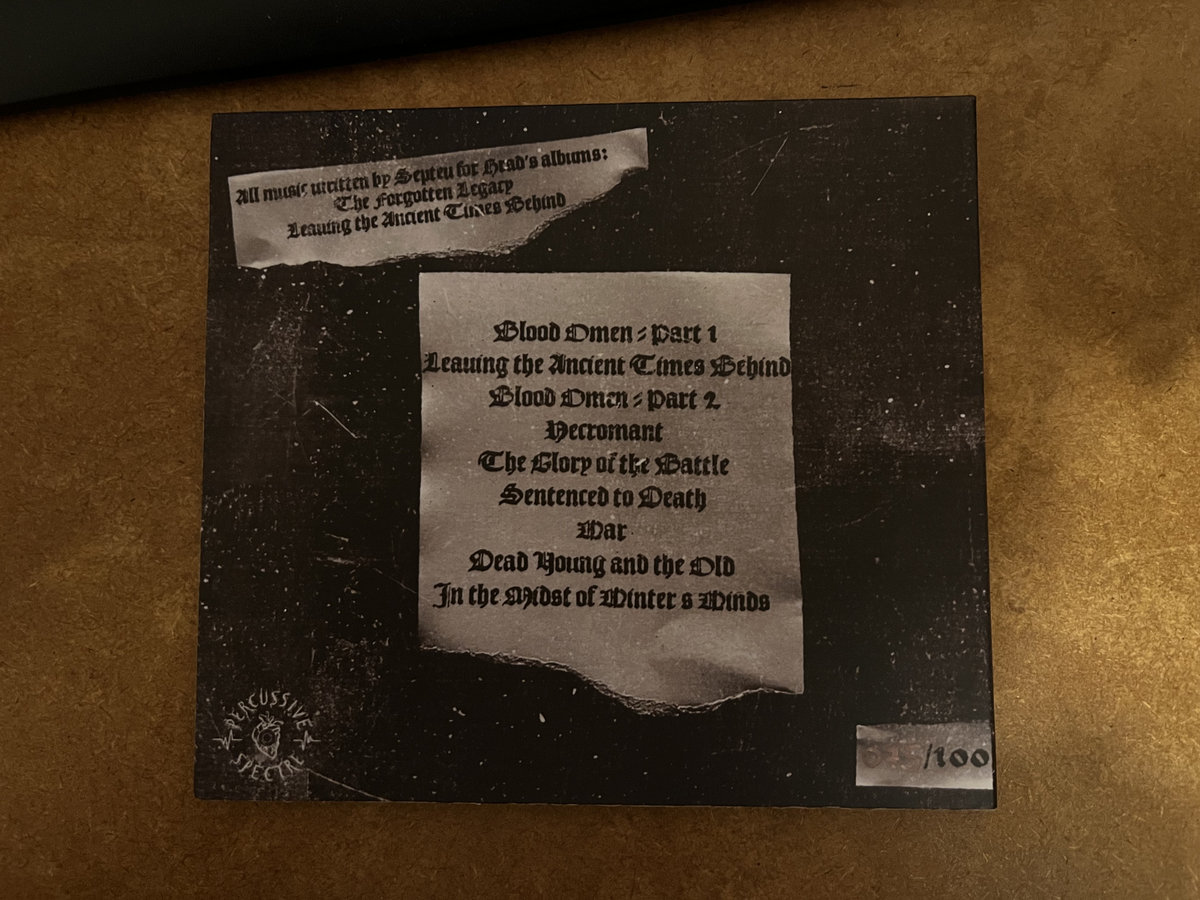 All music written by Septeu for Brad's albums:
The Forgotten Legacy
Leaving the Ancient Times Behind
Blood Omen - Part 1
Leaving the Ancient Times Behind
Blood Omen - Part 2
Necromant
The Glory of the Battle
Sentenced to Death
War
Dead Young and the Old
In the Midst of Winter s Winds
PERCUSSIVE
SPECTRE
/100